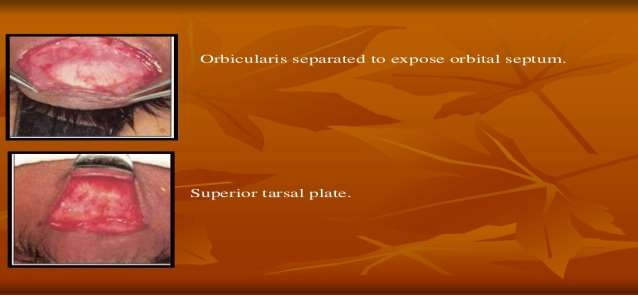 Orbicularis separated to expose orbital septum.
Superior tarsal plate.